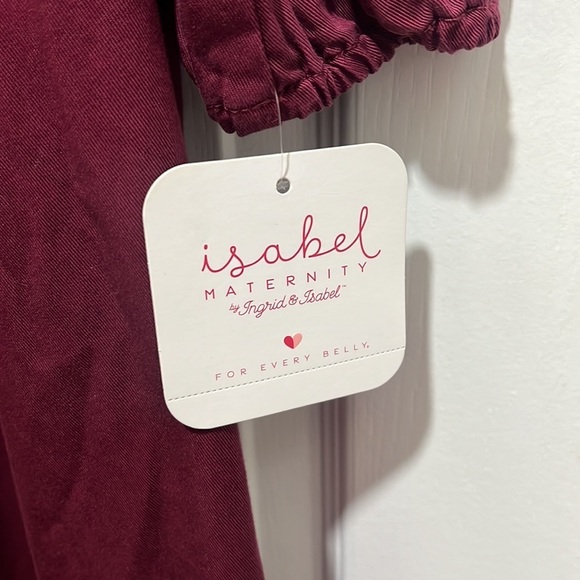 isabel
MATERNITY
by Ingrid & Isabel™
FOR EVERY BELLY®